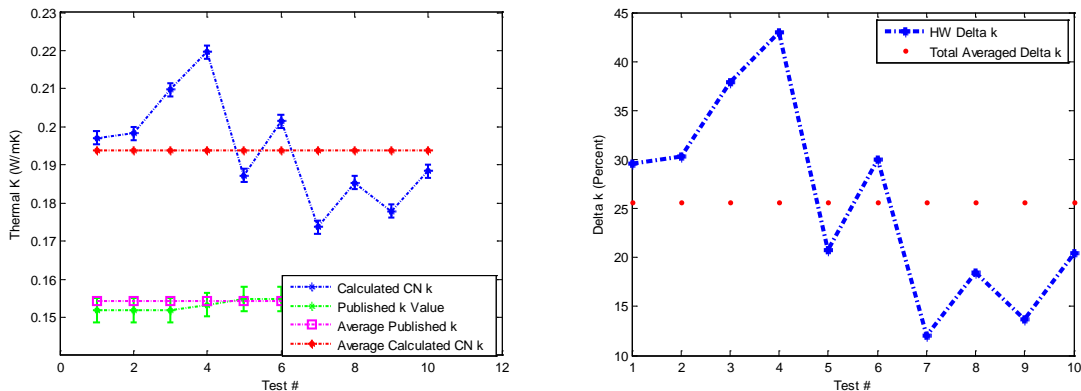 0.23
0.22
0.21
0.2
0.19
0.18
0.17
0.16
0.15
Thermal K (W/mK)
0 2 4 6 8 10 12
Test #
Calculated CN k
Published k Value
Average Published k
Average Calculated CN k
45
40
35
30
25
20
15
10
Delta k (Percent)
1 2 3 4 5 6 7 8 9 10
Test #
HW Delta k
Total Averaged Delta k